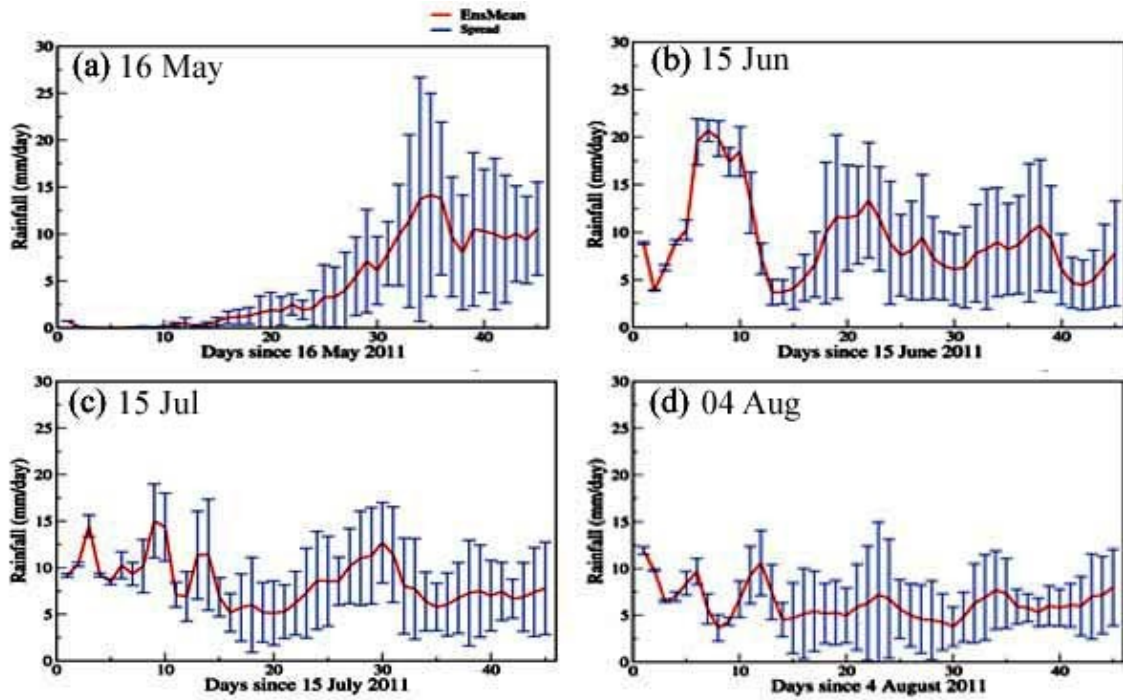 EnsMean
Spread
(a) 16 May
30
25
20
15
10
5
0
Rainfall (mm/day)
0 10 20 30 40
Days since 16 May 2011
(b) 15 Jun
30
25
20
15
10
5
0
Rainfall (mm/day)
0 10 20 30 40
Days since 15 June 2011
(c) 15 Jul
30
25
20
15
10
5
0
Rainfall (mm/day)
0 10 20 30 40
Days since 15 July 2011
(d) 04 Aug
30
25
20
15
10
5
0
Rainfall (mm/day)
0 10 20 30 40
Days since 4 August 2011